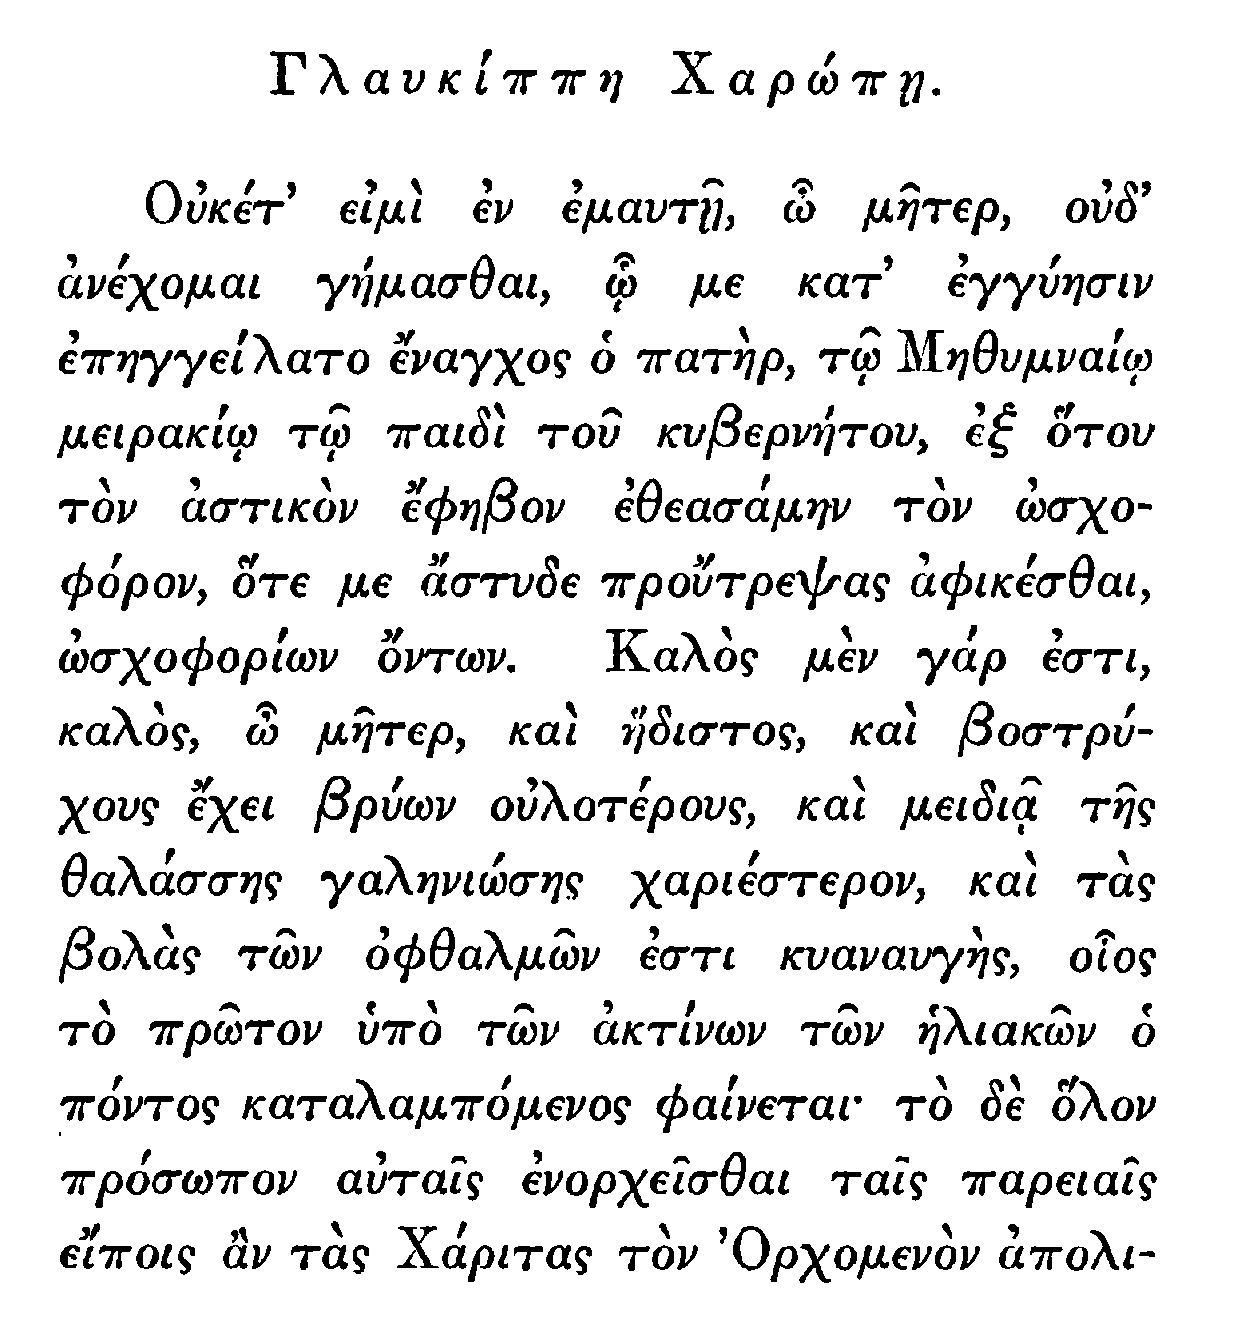 Γλαυκίππη Χαρώπῃ.
Οὐκέτ’ εἰμὶ ἐν ἐμαυτῇ, ὦ μῆτερ, οὐδ’
ἀνέχομαι γήμασθαι, ᾧ με κατ’ ἐγγύησιν
ἐπηγγείλατο ἔναγχος ὁ πατὴρ, τῷ Μηθυμναίῳ
μειρακίῳ τῷ παιδὶ τοῦ κυβερνήτου, ἐξ ὅτου
τὸν ἀστικὸν ἔφηβον ἐθεασάμην τὸν ὠσχο-
φόρον, ὅτε με ἄστυδε προὔτρεψας ἀφικέσθαι,
ὠσχοφορίων ὄντων. Καλὸς μὲν γάρ ἐστι,
καλὸς, ὦ μῆτερ, καὶ ἥδιστος, καὶ βοστρύ-
χους ἔχει βρύων οὐλοτέρους, καὶ μειδιᾷ τῆς
θαλάσσης γαληνιώσης χαριέστερον, καὶ τὰς
βολὰς τῶν ὀφθαλμῶν ἐστι κυαναυγὴς, οἷος
τὸ πρῶτον ὑπὸ τῶν ἀκτίνων τῶν ἡλιακῶν ὁ
πόντος καταλαμπόμενος φαίνεται· τὸ δὲ ὅλον
πρόσωπον αὐταῖς ἐνορχεῖσθαι ταῖς παρειαῖς
εἴποις ἂν τὰς Χάριτας τὸν Ὀρχομενὸν ἀπολι-